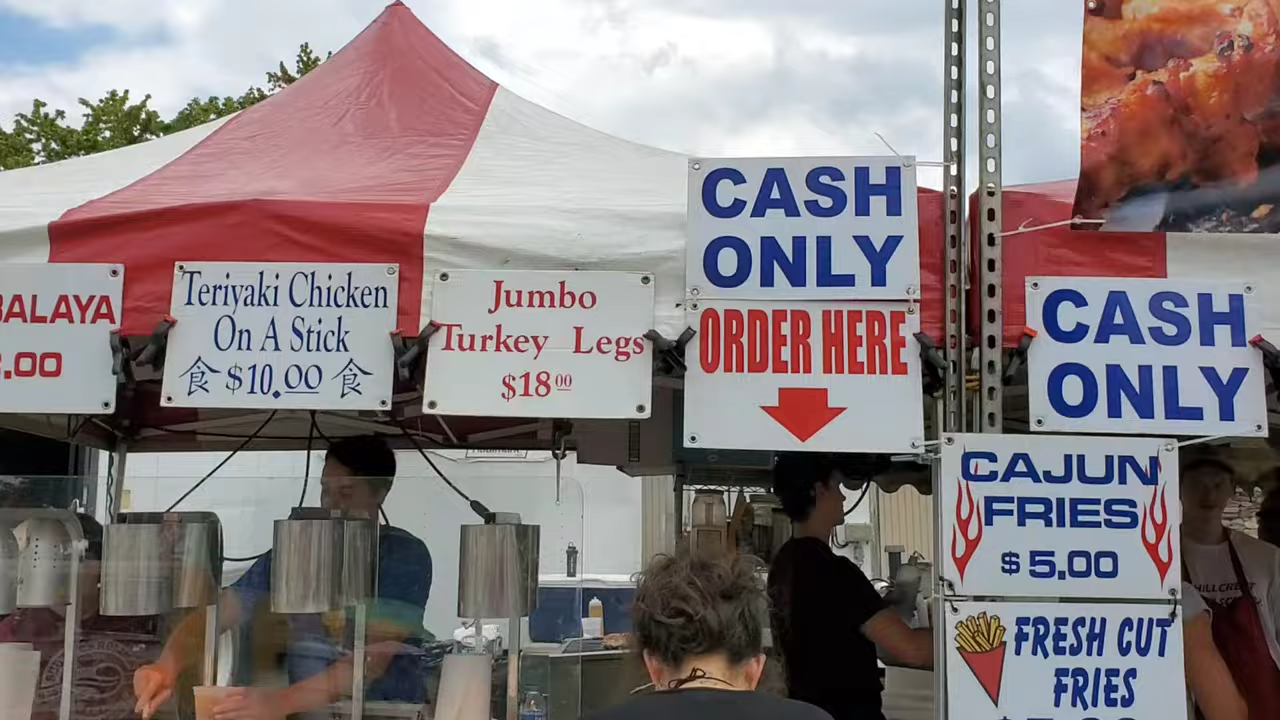 BALAYA
.00
Teriyaki Chicken
On A Stick
食 $10.00 食
Jumbo
Turkey Legs
$18 00
CASH
ONLY
ORDER HERE
CASH
ONLY
CAJUN
FRIES
$5.00
FRESH CUT
FRIES
HILLCREST